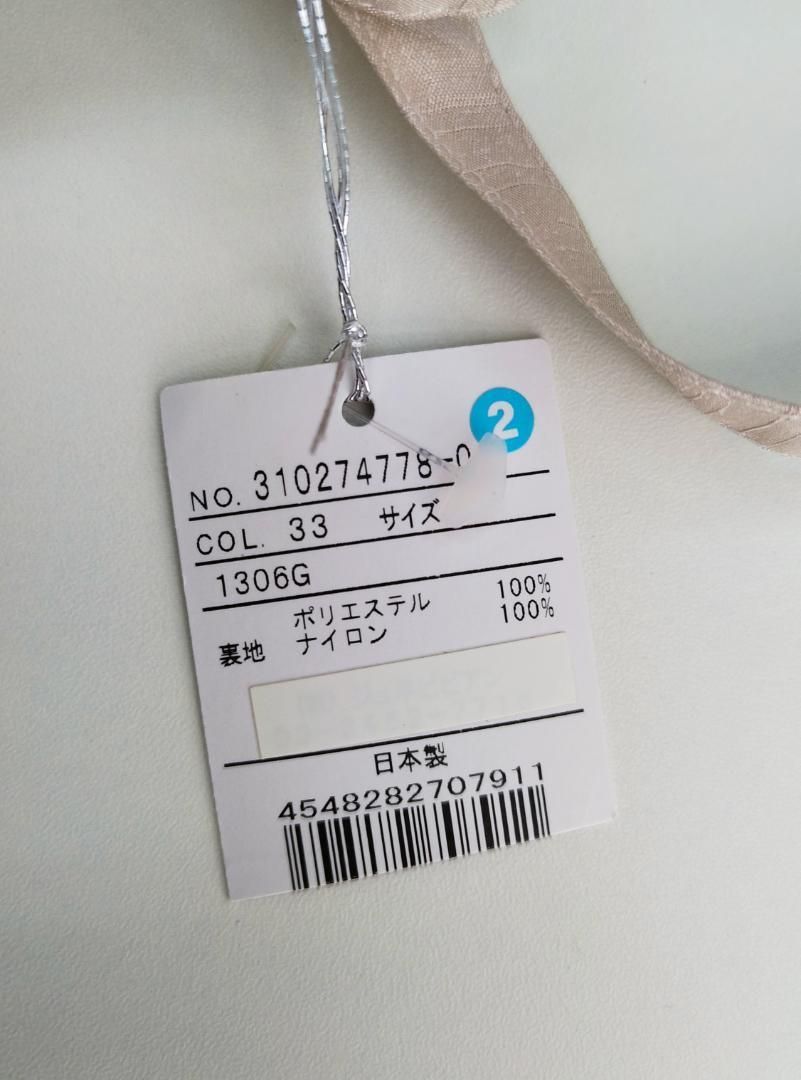 2
NO. 310274778-0
COL. 33 サイズ
1306G
ポリエステル 100%
裏地 ナイロン 100%
日本製
4548282707911